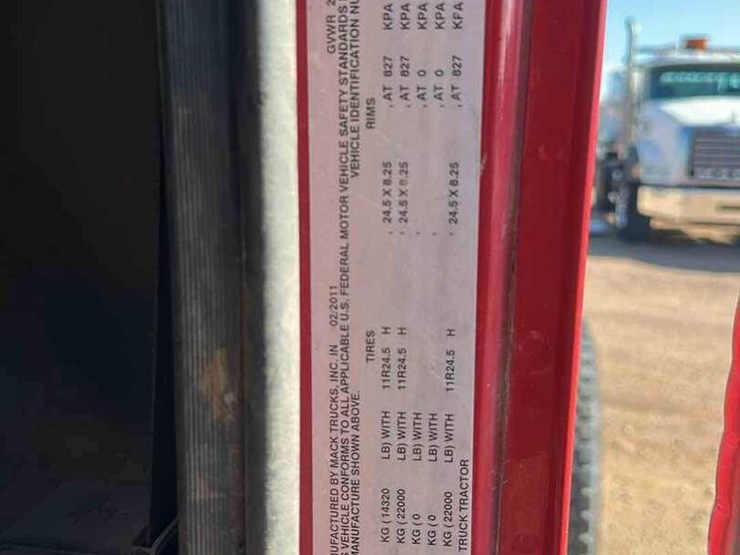 UFACTURED BY MACK TRUCKS, INC. IN 02/2011 GVWR 2
VEHICLE CONFORMS TO ALL APPLICABLE U.S. FEDERAL MOTOR VEHICLE SAFETY STANDARDS
MANUFACTURE SHOWN ABOVE. VEHICLE IDENTIFICATION NU
TIRES RIMS
KG ( 14320 LB) WITH 11R24.5 H , 24.5 X 8.25 , AT 827 KPA
KG ( 22000 LB) WITH 11R24.5 H , 24.5 X 8.25 , AT 827 KPA
KG ( 0 LB) WITH , , AT 0 KPA
KG ( 0 LB) WITH , , AT 0 KPA
KG ( 22000 LB) WITH 11R24.5 H , 24.5 X 8.25 , AT 827 KPA
TRUCK TRACTOR